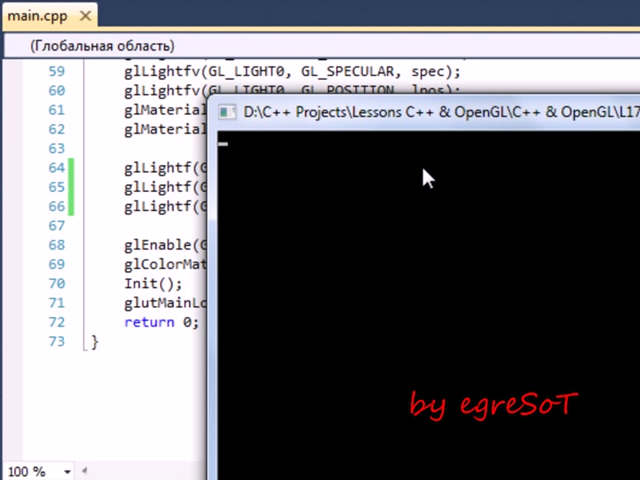 main.cpp
(Глобальная область)
59 glLightfv(GL_LIGHT0, GL_SPECULAR, spec);
60 glLightfv(GL_LIGHT0, GL_POSITION, lpos);
61 glMaterial
62 glMaterial
63
64 glLightf(G
65 glLightf(G
66 glLightf(G
67
68 glEnable(G
69 glColorMat
70 Init();
71 glutMainLo
72 return 0;
73 }
D:\C++ Projects\Lessons C++ & OpenGL\C++ & OpenGL\L17
by egreSoT
100 %